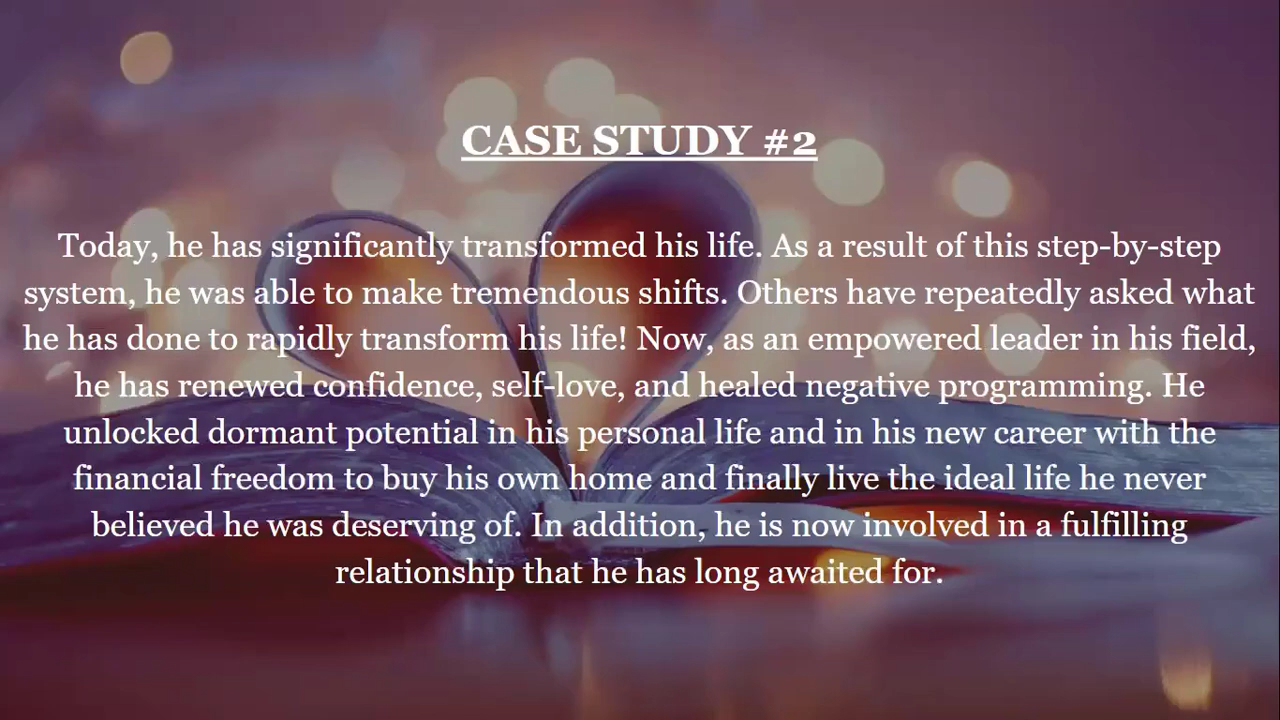 CASE STUDY #2
Today, he has significantly transformed his life. As a result of this step-by-step
system, he was able to make tremendous shifts. Others have repeatedly asked what
he has done to rapidly transform his life! Now, as an empowered leader in his field,
he has renewed confidence, self-love, and healed negative programming. He
unlocked dormant potential in his personal life and in his new career with the
financial freedom to buy his own home and finally live the ideal life he never
believed he was deserving of. In addition, he is now involved in a fulfilling
relationship that he has long awaited for.